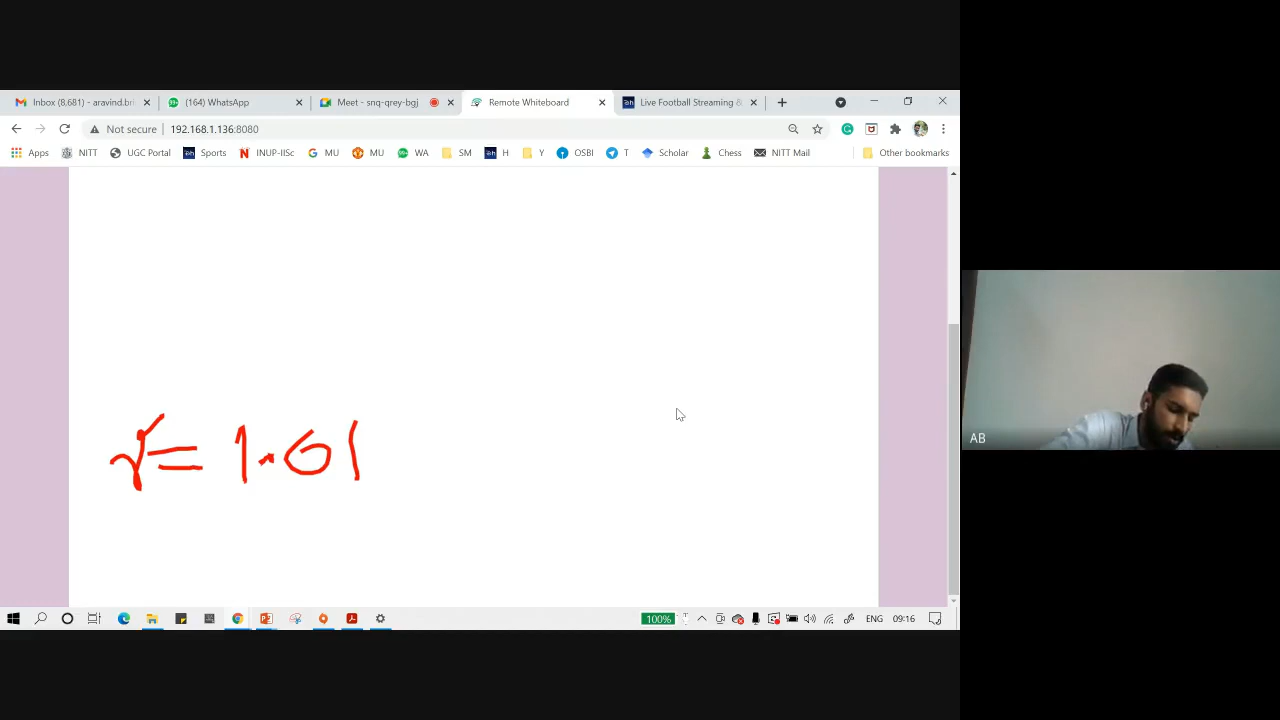 Inbox (8,681) - aravind.bri
(164) WhatsApp
Meet - snq-qrey-bgj
Remote Whiteboard
Live Football Streaming &
Not secure
192.168.1.136:8080
Apps
NITT
UGC Portal
Sports
INUP-IISc
MU
MU
WA
SM
H
Y
OSBI
T
Scholar
Chess
NITT Mail
Other bookmarks
γ= 1.01
AB
100%
ENG
09:16